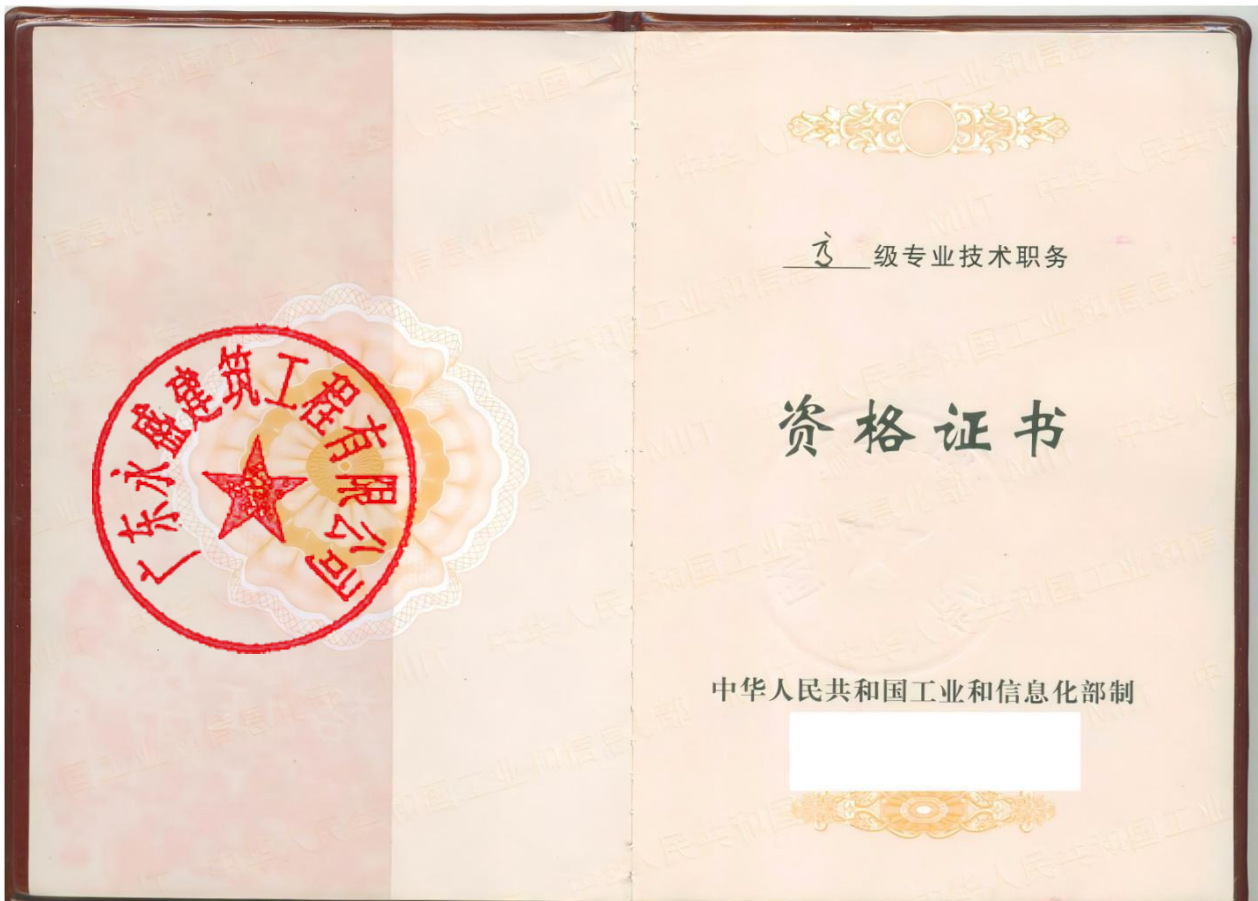 广东永盛建筑工程有限公司
高级专业技术职务
资格证书
中华人民共和国工业和信息化部制